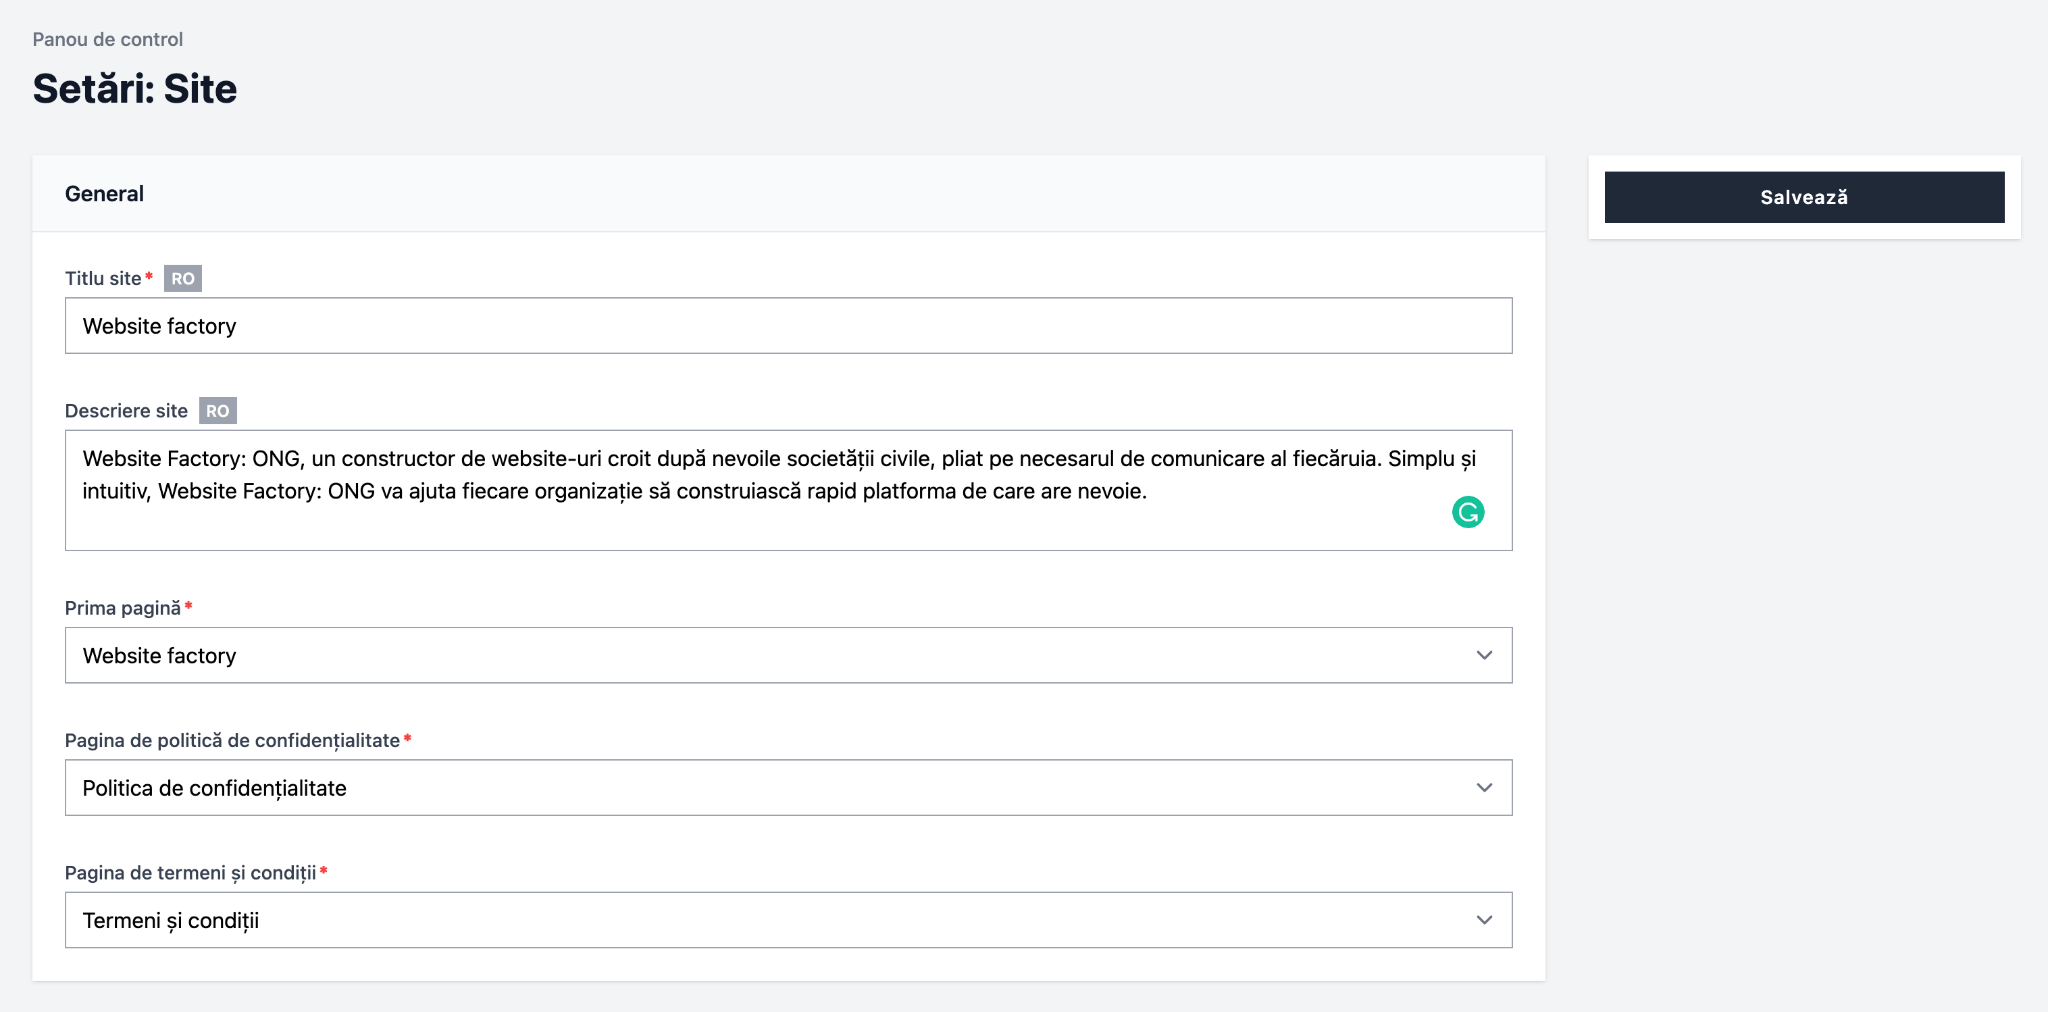 Panou de control
Setări: Site
General
Salvează
Titlu site* RO
Website factory
Descriere site RO
Website Factory: ONG, un constructor de website-uri croit după nevoile societății civile, pliat pe necesarul de comunicare al fiecăruia. Simplu și
intuitiv, Website Factory: ONG va ajuta fiecare organizație să construiască rapid platforma de care are nevoie.
Prima pagină*
Website factory
Pagina de politică de confidențialitate*
Politica de confidențialitate
Pagina de termeni și condiții*
Termeni și condiții